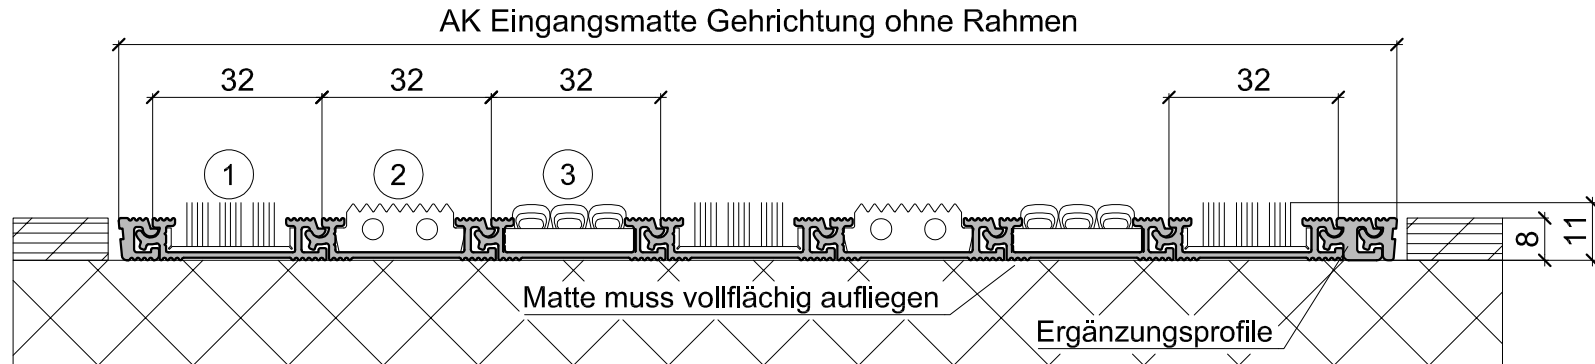 AK Eingangsmatte Gehrichtung ohne Rahmen
32 32 32 32
1 2 3
8 11
Matte muss vollflächig aufliegen
Ergänzungsprofile